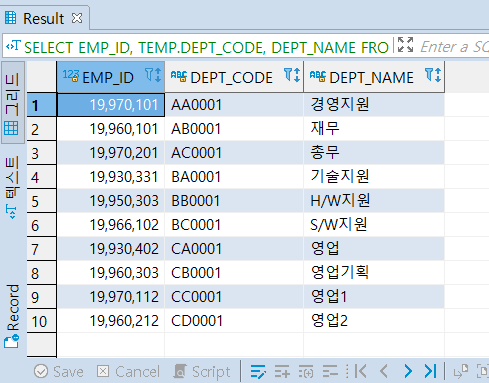 Result
SELECT EMP_ID, TEMP.DEPT_CODE, DEPT_NAME FRO
Enter a SC
그리드
텍스트
Record
123 EMP_ID ABC DEPT_CODE ABC DEPT_NAME
1 19,970,101 AA0001 경영지원
2 19,960,101 AB0001 재무
3 19,970,201 AC0001 총무
4 19,930,331 BA0001 기술지원
5 19,950,303 BB0001 H/W지원
6 19,966,102 BC0001 S/W지원
7 19,930,402 CA0001 영업
8 19,960,303 CB0001 영업기획
9 19,970,112 CC0001 영업1
10 19,960,212 CD0001 영업2
Save Cancel Script